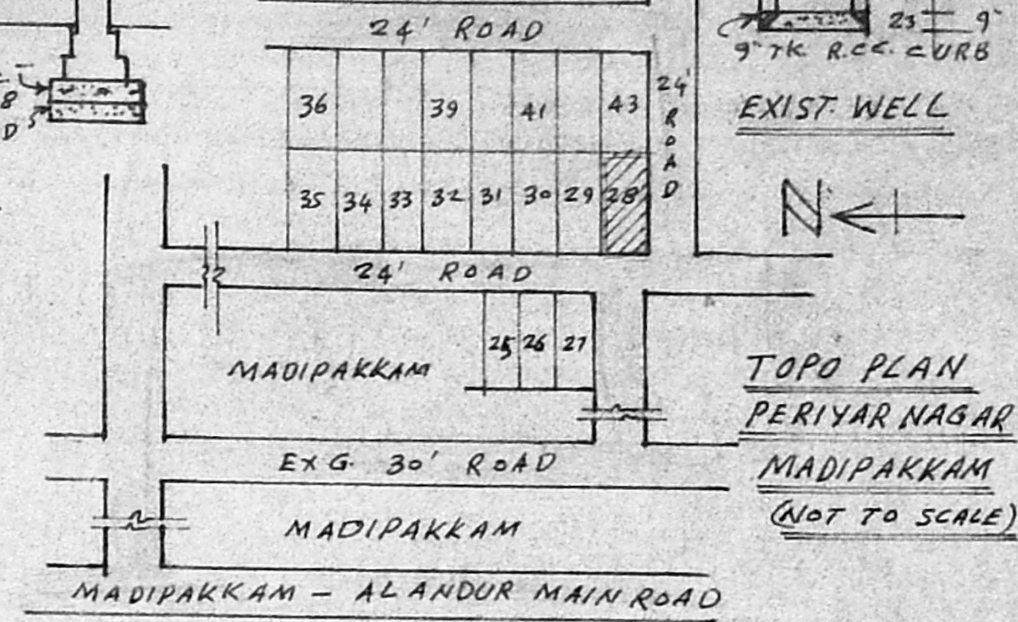 24' ROAD
23 9"
9" TK R.C.C. CURB
EXIST. WELL
24' ROAD
36 39 41 43
35 34 33 32 31 30 29 28
8
D
N
24' ROAD
25 26 27
MADIPAKKAM
TOPO PLAN
PERIYAR NAGAR
MADIPAKKAM
(NOT TO SCALE)
EXG. 30' ROAD
MADIPAKKAM
MADIPAKKAM - ALANDUR MAIN ROAD